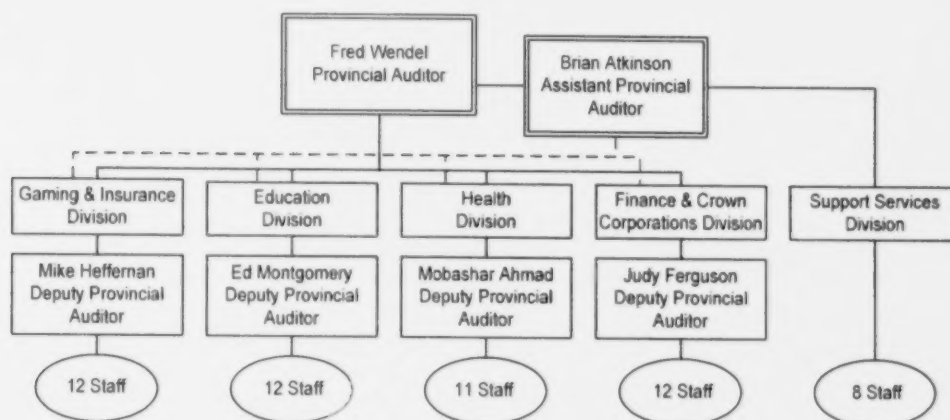 Fred Wendel
Provincial Auditor
Brian Atkinson
Assistant Provincial
Auditor
Gaming & Insurance
Division
Education
Division
Health
Division
Finance & Crown
Corporations Division
Support Services
Division
Mike Heffernan
Deputy Provincial
Auditor
Ed Montgomery
Deputy Provincial
Auditor
Mobashar Ahmad
Deputy Provincial
Auditor
Judy Ferguson
Deputy Provincial
Auditor
12 Staff
12 Staff
11 Staff
12 Staff
8 Staff